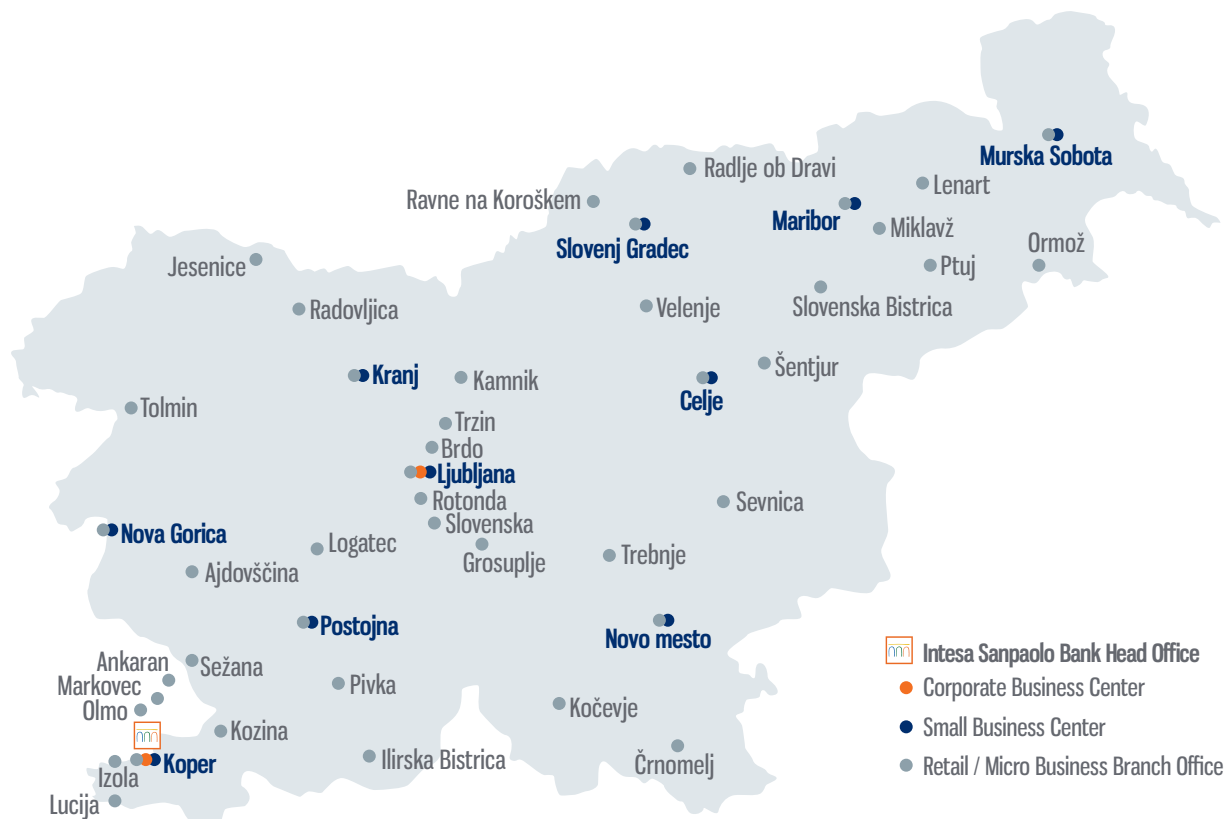 Murska Sobota
Radlje ob Dravi
Lenart
Ravne na Koroškem
Maribor
Miklavž
Slovenj Gradec
Ormož
Jesenice
Ptuj
Radovljica
Velenje
Slovenska Bistrica
Kranj
Kamnik
Šentjur
Celje
Tolmin
Trzin
Brdo
Ljubljana
Rotonda
Sevnica
Slovenska
Nova Gorica
Logatec
Grosuplje
Trebnje
Ajdovščina
Postojna
Novo mesto
Ankaran
Sežana
Markovec
Pivka
Olmo
Kočevje
Kozina
Koper
Ilirska Bistrica
Črnomelj
Izola
Lucija
Intesa Sanpaolo Bank Head Office
Corporate Business Center
Small Business Center
Retail / Micro Business Branch Office